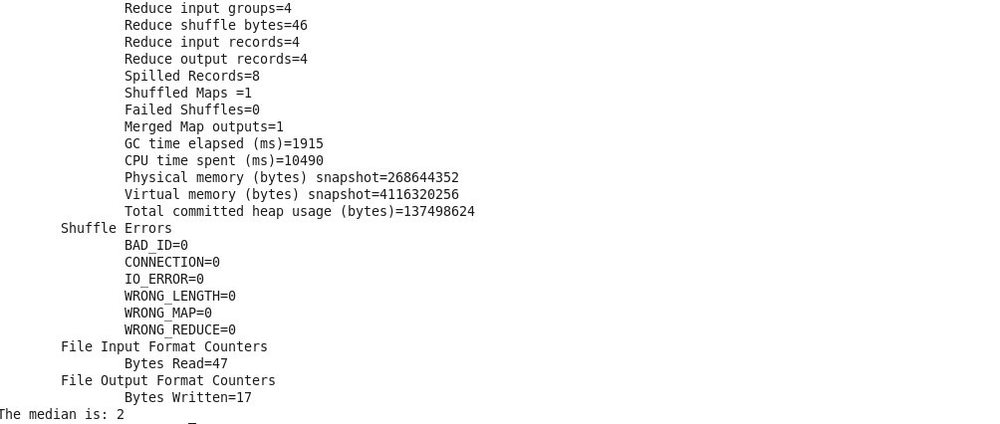 Reduce input groups=4
Reduce shuffle bytes=46
Reduce input records=4
Reduce output records=4
Spilled Records=8
Shuffled Maps =1
Failed Shuffles=0
Merged Map outputs=1
GC time elapsed (ms)=1915
CPU time spent (ms)=10490
Physical memory (bytes) snapshot=268644352
Virtual memory (bytes) snapshot=4116320256
Total committed heap usage (bytes)=137498624
Shuffle Errors
BAD_ID=0
CONNECTION=0
IO_ERROR=0
WRONG_LENGTH=0
WRONG_MAP=0
WRONG_REDUCE=0
File Input Format Counters
Bytes Read=47
File Output Format Counters
Bytes Written=17
The median is: 2